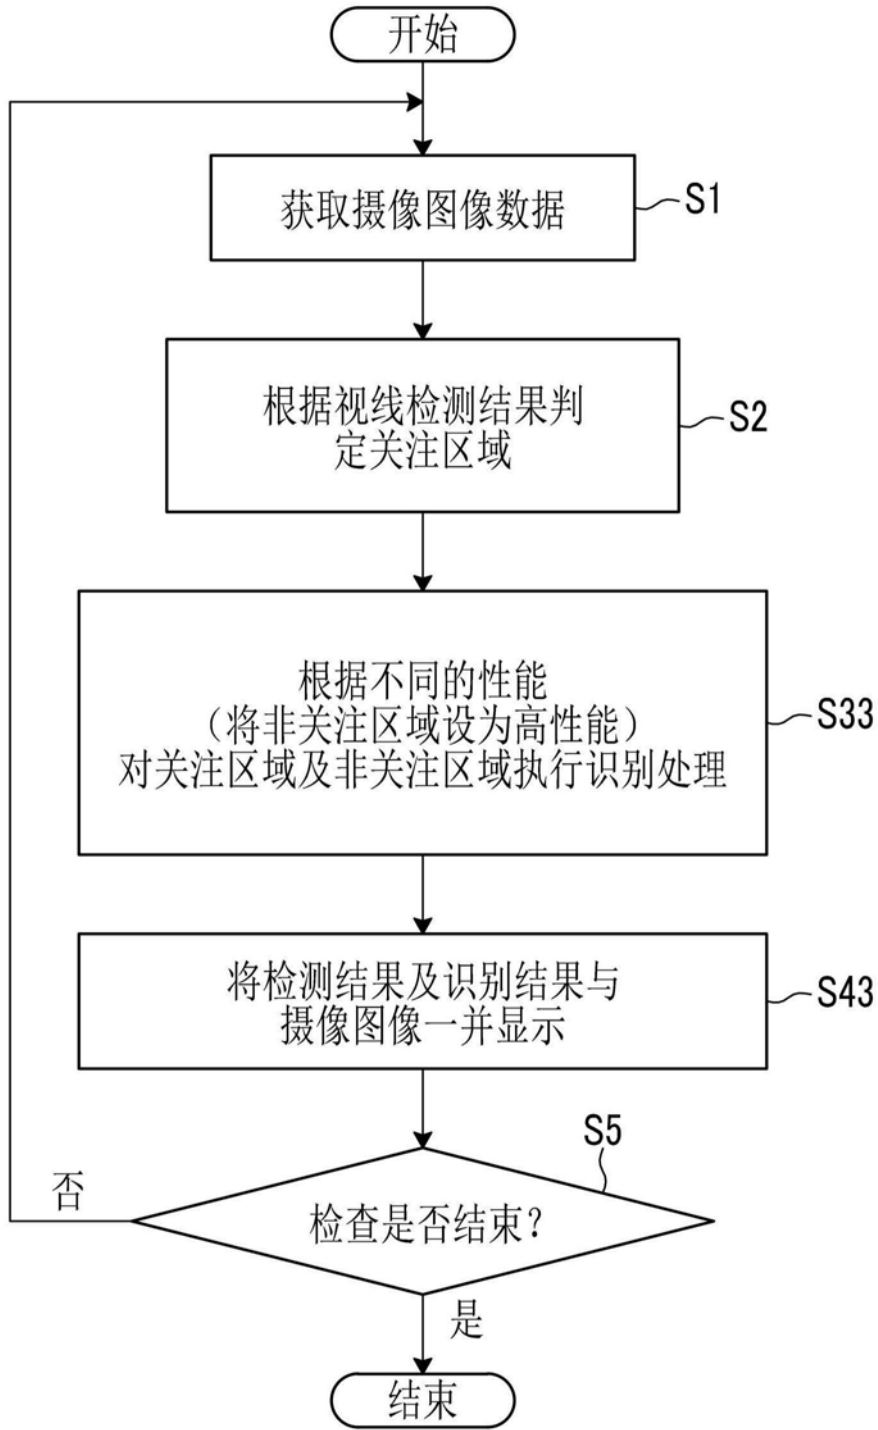 开始
获取摄像图像数据
S1
根据视线检测结果判
定关注区域
S2
根据不同的性能
（将非关注区域设为高性能）
对关注区域及非关注区域执行识别处理
S33
将检测结果及识别结果与
摄像图像一并显示
S43
S5
检查是否结束？
否
是
结束